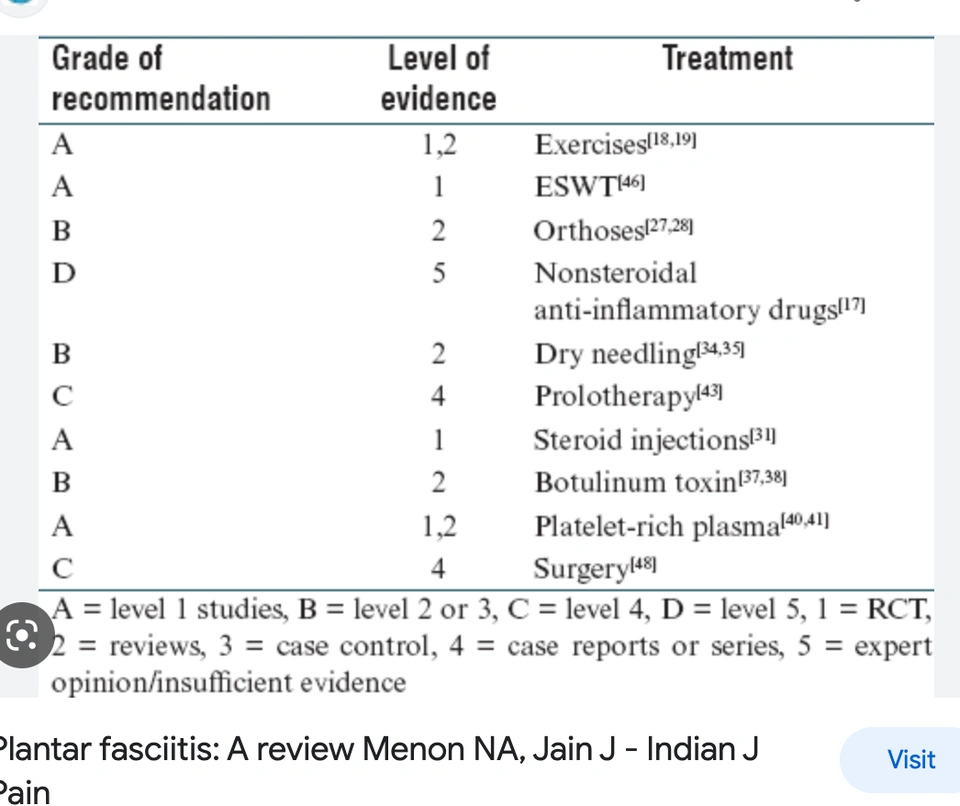 Grade of recommendation Level of evidence Treatment
A 1,2 Exercises[18,19]
A 1 ESWT[46]
B 2 Orthoses[27,28]
D 5 Nonsteroidal
anti-inflammatory drugs[17]
B 2 Dry needling[34,35]
C 4 Prolotherapy[43]
A 1 Steroid injections[31]
B 2 Botulinum toxin[37,38]
A 1,2 Platelet-rich plasma[40,41]
C 4 Surgery[48]
A = level 1 studies, B = level 2 or 3, C = level 4, D = level 5, 1 = RCT,
2 = reviews, 3 = case control, 4 = case reports or series, 5 = expert
opinion/insufficient evidence
Plantar fasciitis: A review Menon NA, Jain J - Indian J
Pain
Visit